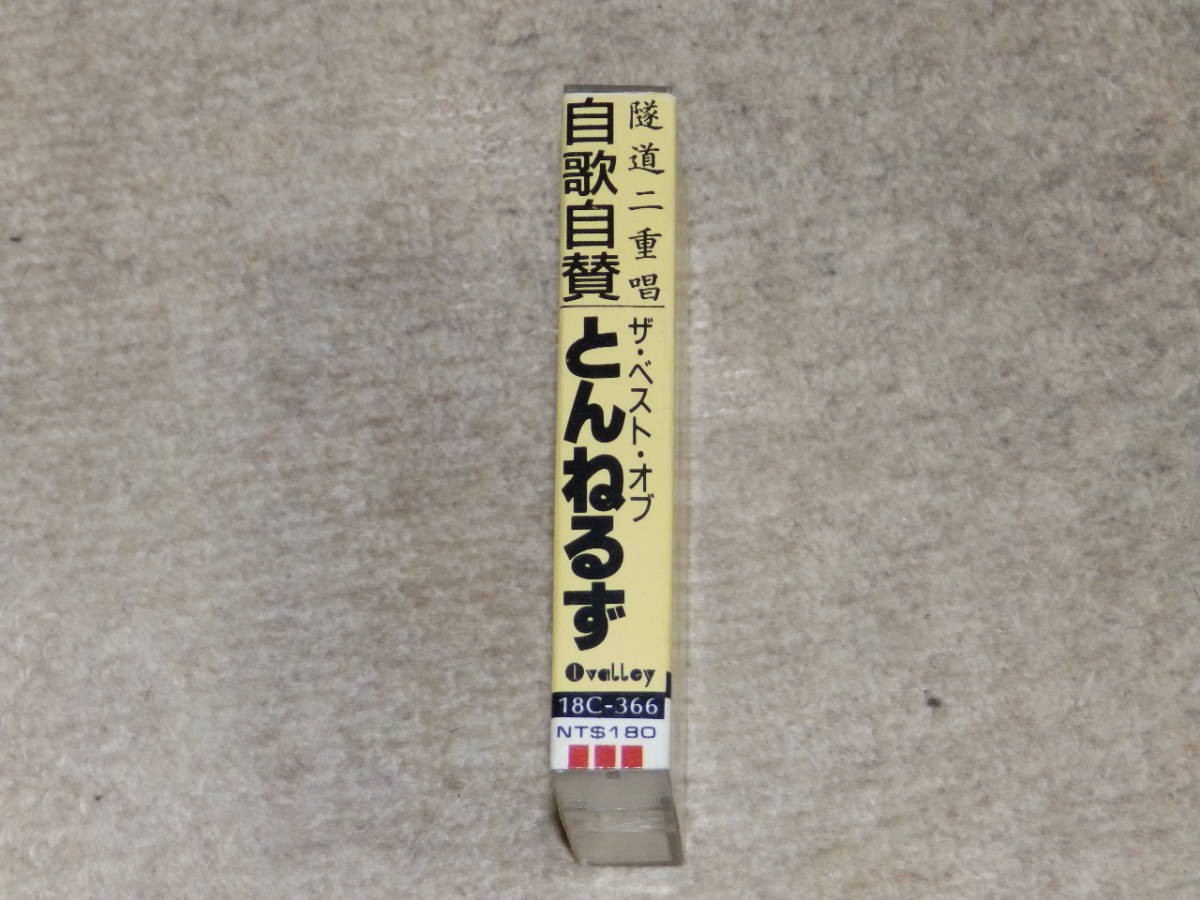 隧道二重唱
自歌自賛
ザ・ベスト・オブ
とんねるず
valley
18C-366
NT$180